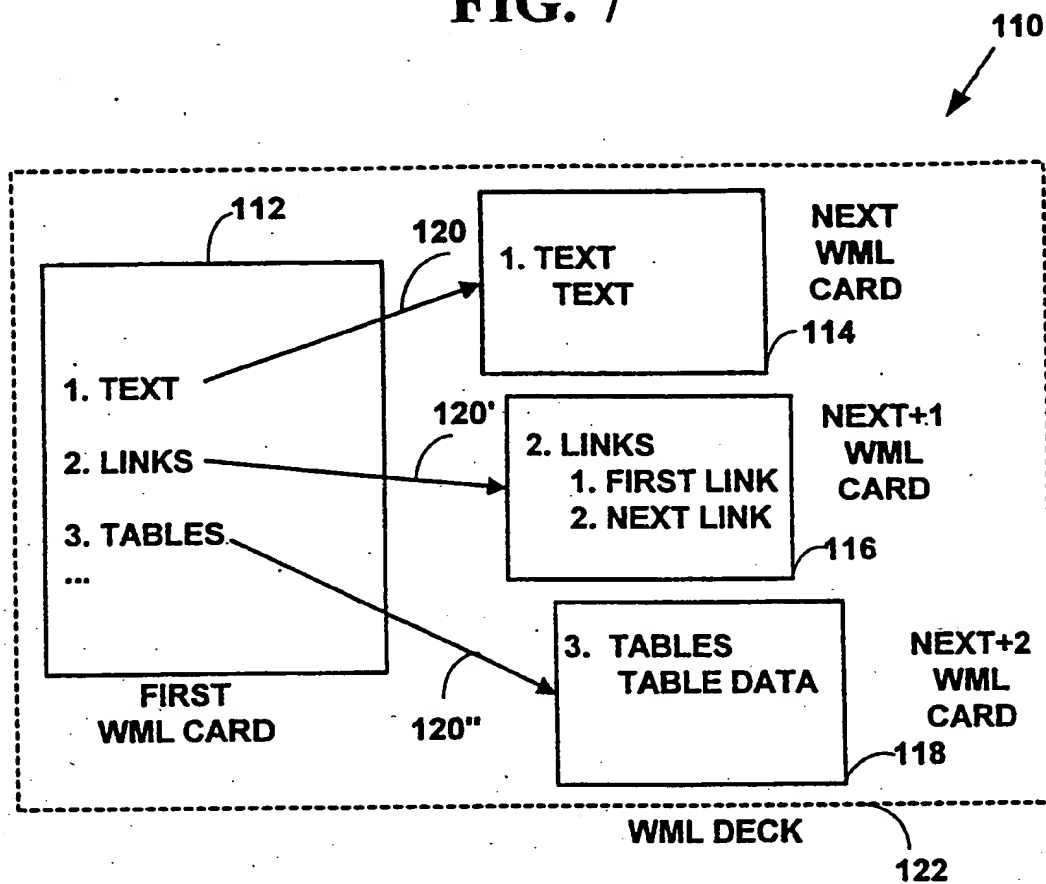 FIG. 7
110
112
120
1. TEXT
TEXT
NEXT
WML
CARD
114
1. TEXT
2. LINKS
3. TABLES
...
120'
2. LINKS
1. FIRST LINK
2. NEXT LINK
NEXT+1
WML
CARD
116
FIRST
WML CARD
120"
3. TABLES
TABLE DATA
NEXT+2
WML
CARD
118
WML DECK
122